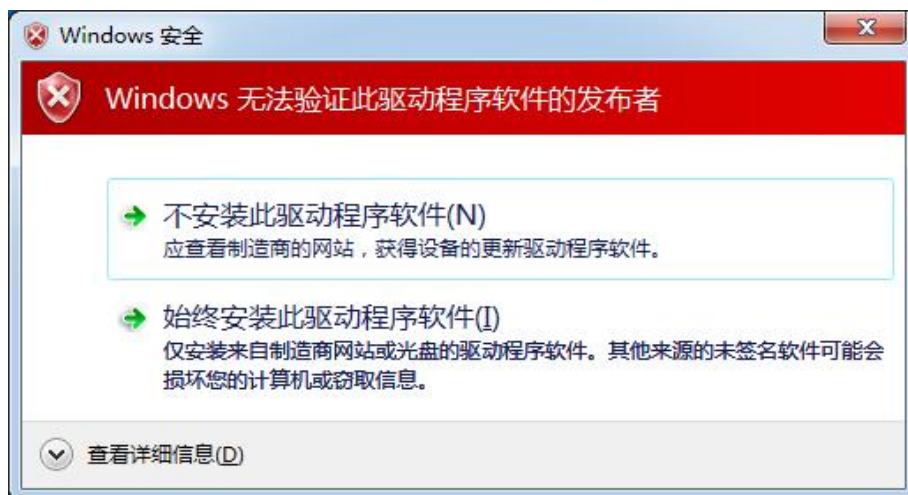 Windows 安全
Windows 无法验证此驱动程序软件的发布者
不安装此驱动程序软件(N)
应查看制造商的网站，获得设备的更新驱动程序软件。
始终安装此驱动程序软件(I)
仅安装来自制造商网站或光盘的驱动程序软件。其他来源的未签名软件可能会
损坏您的计算机或窃取信息。
查看详细信息(D)